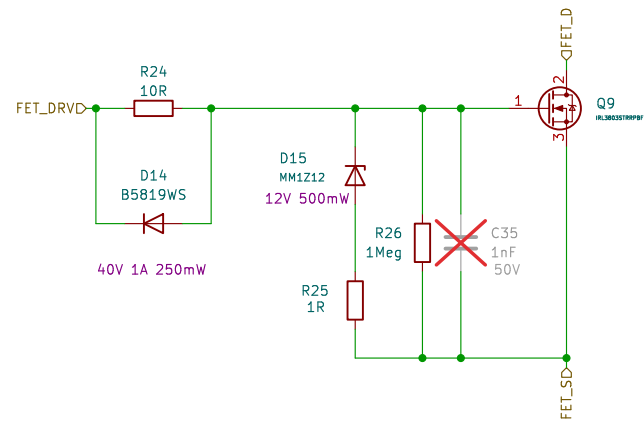 FET_D
R24
10R
FET_DRV
1
2
3
Q9
IRL3803STRRPBF
D14
B5819WS
40V 1A 250mW
D15
MM1Z12
12V 500mW
R26
1Meg
C35
1nF
50V
R25
1R
FET_S